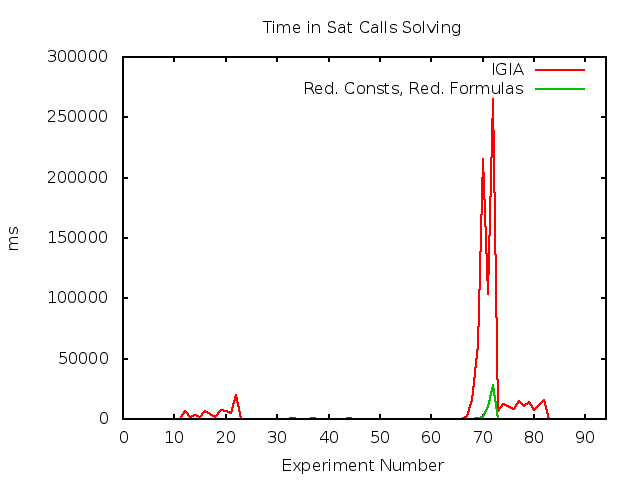 Time in Sat Calls Solving
300000
250000
200000
150000
100000
50000
0
ms
IGIA
Red. Consts, Red. Formulas
0 10 20 30 40 50 60 70 80 90
Experiment Number